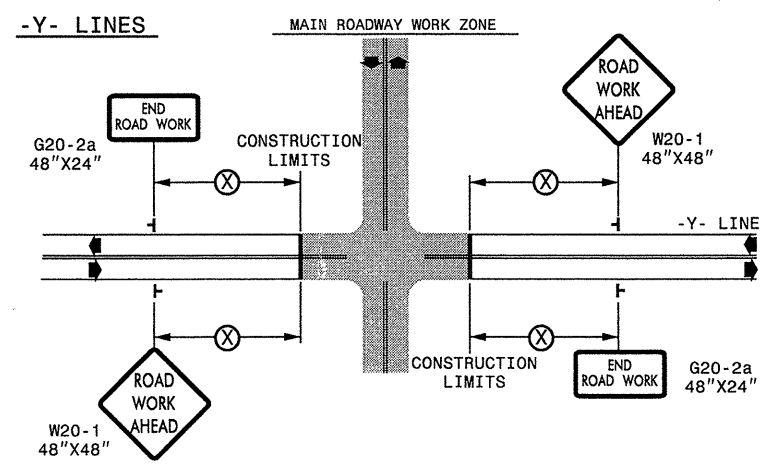 -Y- LINES
MAIN ROADWAY WORK ZONE
END
ROAD WORK
G20-2a
48"X24"
CONSTRUCTION
LIMITS
ROAD
WORK
AHEAD
W20-1
48"X48"
X
X
-Y- LINE
X
X
CONSTRUCTION
LIMITS
ROAD
WORK
AHEAD
W20-1
48"X48"
END
ROAD WORK
G20-2a
48"X24"